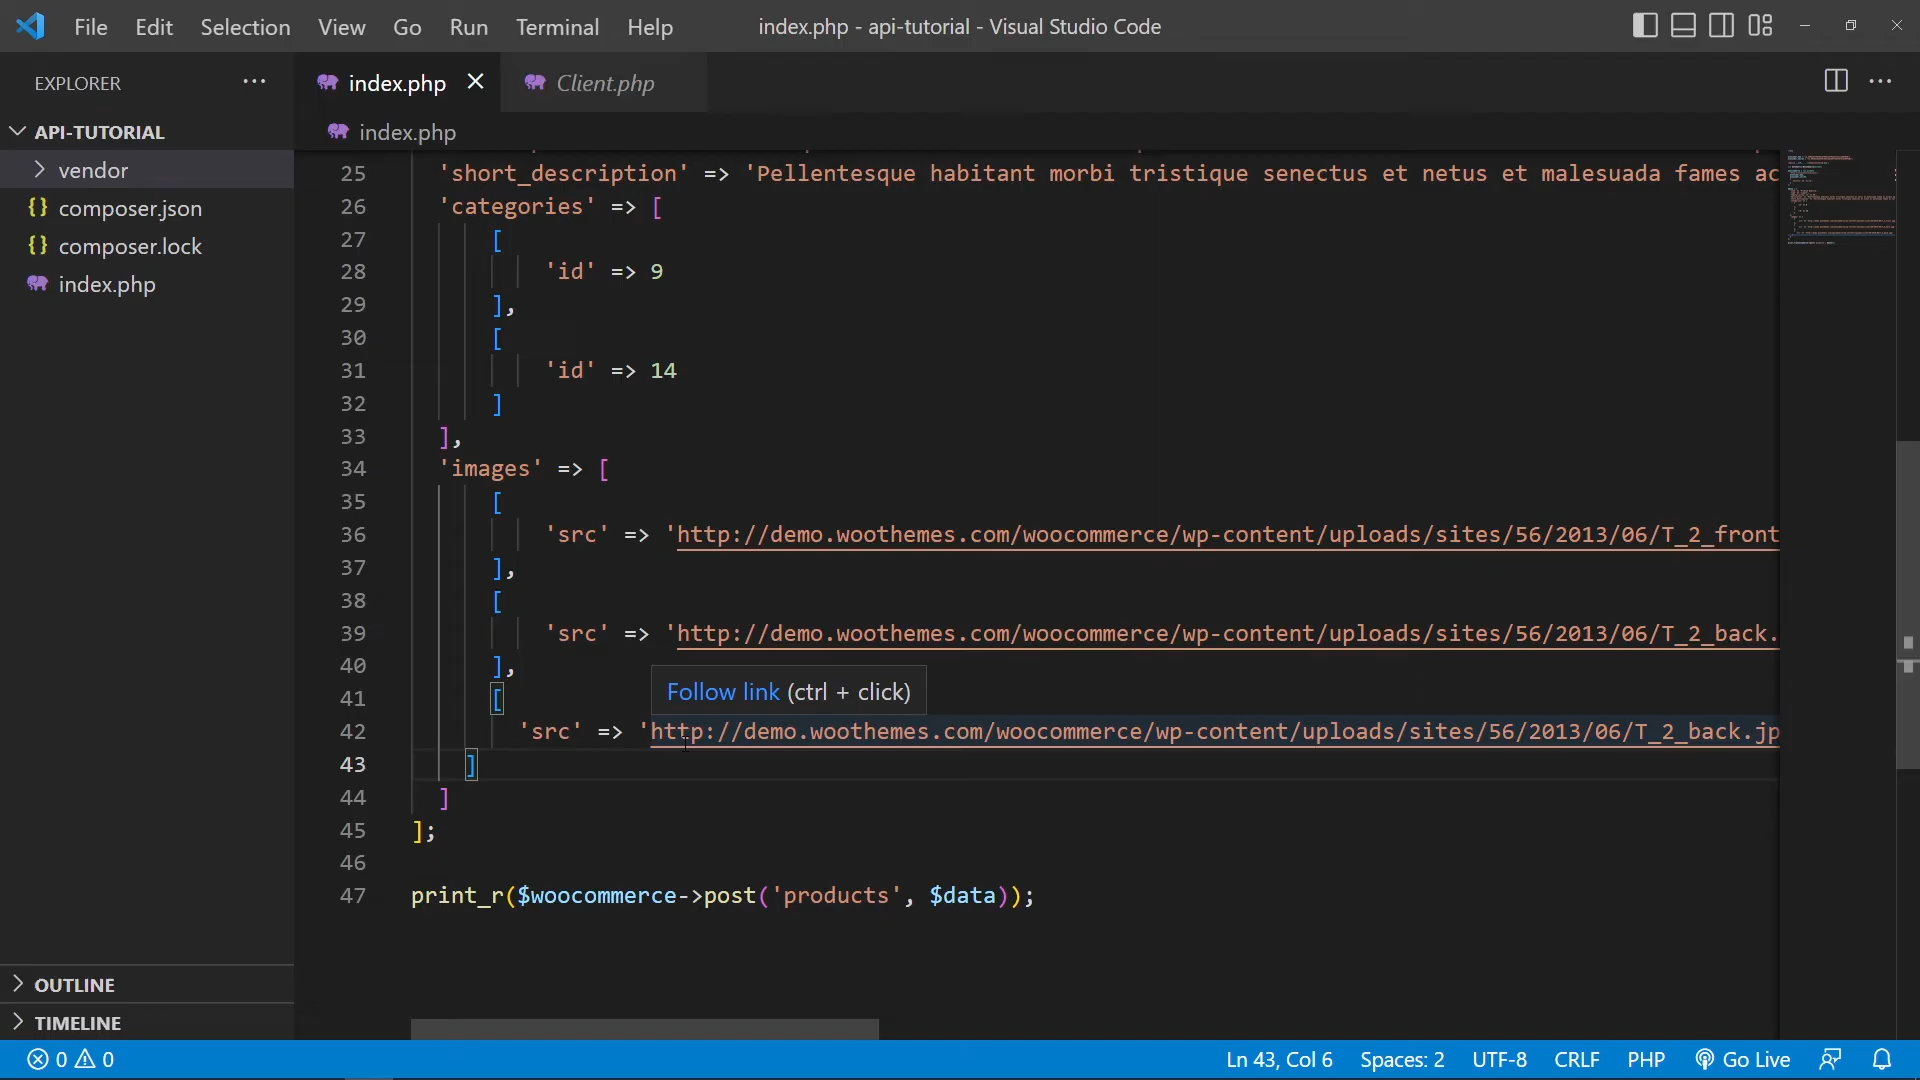 File Edit Selection View Go Run Terminal Help index.php - api-tutorial - Visual Studio Code
EXPLORER
index.php
Client.php
API-TUTORIAL
index.php
vendor
composer.json
composer.lock
index.php
25 'short_description' => 'Pellentesque habitant morbi tristique senectus et netus et malesuada fames ac
26 'categories' => [
27 [
28 'id' => 9
29 ],
30 [
31 'id' => 14
32 ]
33 ],
34 'images' => [
35 [
36 'src' => 'http://demo.woothemes.com/woocommerce/wp-content/uploads/sites/56/2013/06/T_2_front
37 ],
38 [
39 'src' => 'http://demo.woothemes.com/woocommerce/wp-content/uploads/sites/56/2013/06/T_2_back.
40 ],
41 [
Follow link (ctrl + click)
42 'src' => 'http://demo.woothemes.com/woocommerce/wp-content/uploads/sites/56/2013/06/T_2_back.jp
43 ]
44 ]
45 ];
46
47 print_r($woocommerce->post('products', $data));
OUTLINE
TIMELINE
0 0 Ln 43, Col 6 Spaces: 2 UTF-8 CRLF PHP Go Live